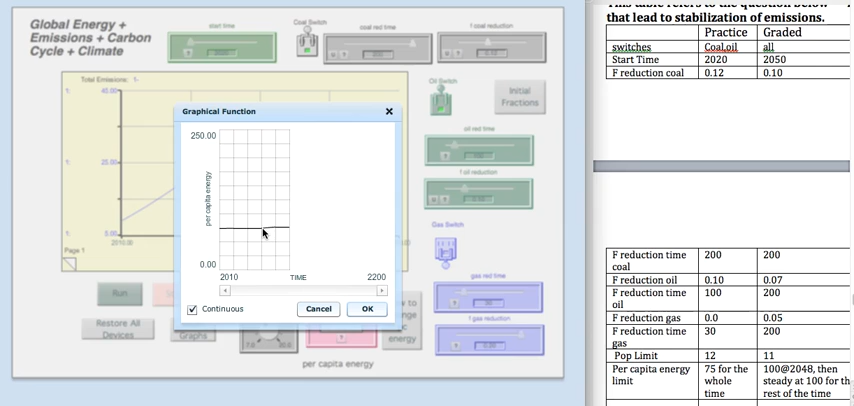 Global Energy +
Emissions + Carbon
Cycle + Climate
start time
Coal Switch
coal red time
f coal reduction
Total Emissions: 1-
1:
40.00
1:
1:
5.00
Page 1
2010.00
Oil Switch
Initial
Fractions
oil red time
f oil reduction
Gas Switch
gas red time
f gas reduction
Run
Restore All
Devices
Graphs
per capita energy
Graphical Function
250.00
per capita energy
0.00
2010
TIME
2200
Continuous
Cancel
OK
This table refers to the question below
that lead to stabilization of emissions.
Practice Graded
switches Coal,oil all
Start Time 2020 2050
F reduction coal 0.12 0.10
F reduction time coal 200 200
F reduction oil 0.10 0.07
F reduction time oil 100 200
F reduction gas 0.0 0.05
F reduction time gas 30 200
Pop Limit 12 11
Per capita energy limit 75 for the whole time 100@2048, then steady at 100 for th rest of the time